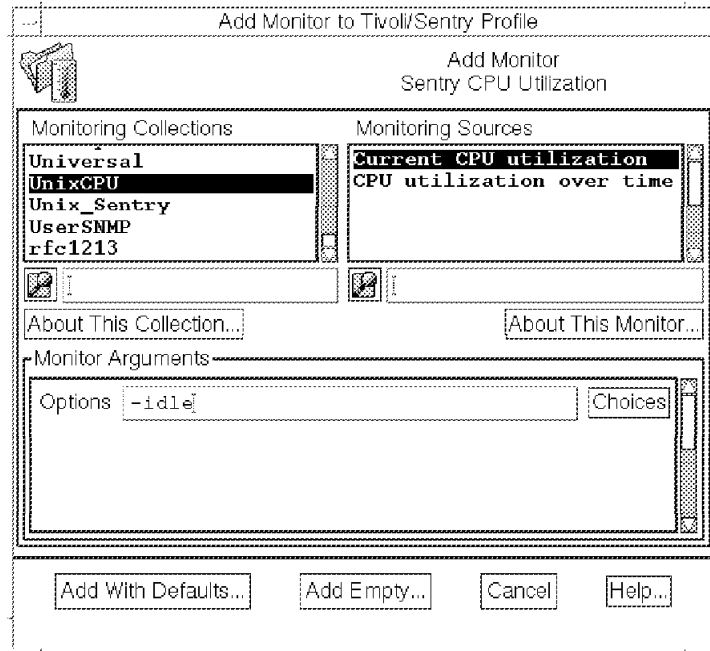 Add Monitor to Tivoli/Sentry Profile
Add Monitor
Sentry CPU Utilization
Monitoring Collections
Monitoring Sources
Universal
UnixCPU
Unix_Sentry
UserSNMP
rfc1213
Current CPU utilization
CPU utilization over time
About This Collection...
About This Monitor...
Monitor Arguments
Options
-idle
Choices
Add With Defaults...
Add Empty...
Cancel
Help...